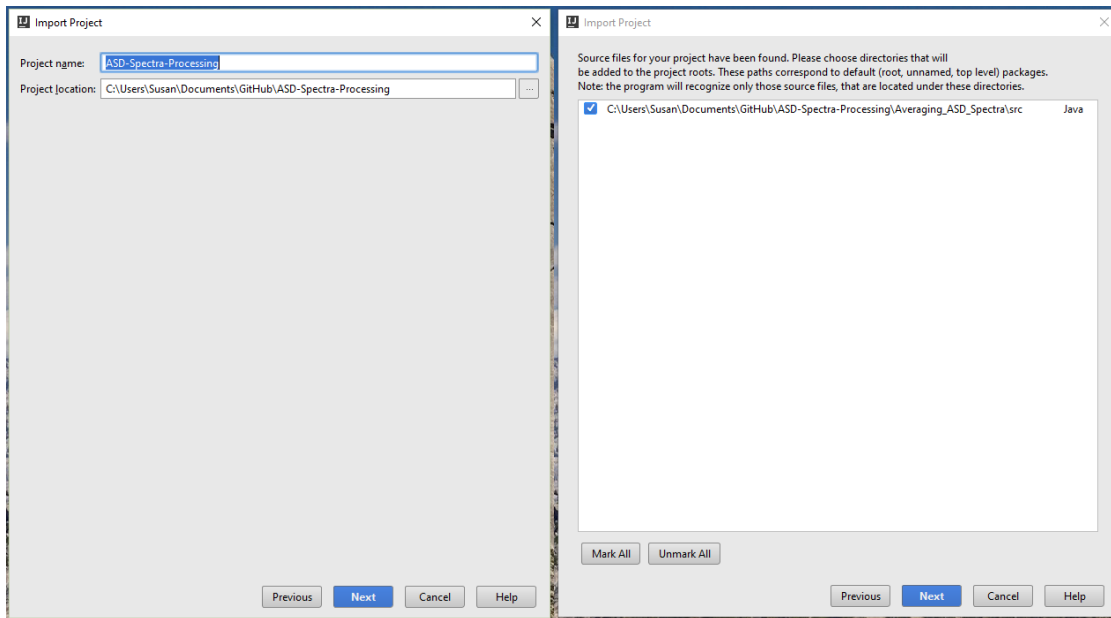 Import Project
Project name: ASD-Spectra-Processing
Project location: C:\Users\Susan\Documents\GitHub\ASD-Spectra-Processing ...
Previous Next Cancel Help
Import Project
Source files for your project have been found. Please choose directories that will
be added to the project roots. These paths correspond to default (root, unnamed, top level) packages.
Note: the program will recognize only those source files, that are located under these directories.
C:\Users\Susan\Documents\GitHub\ASD-Spectra-Processing\Averaging_ASD_Spectra\src Java
Mark All Unmark All
Previous Next Cancel Help